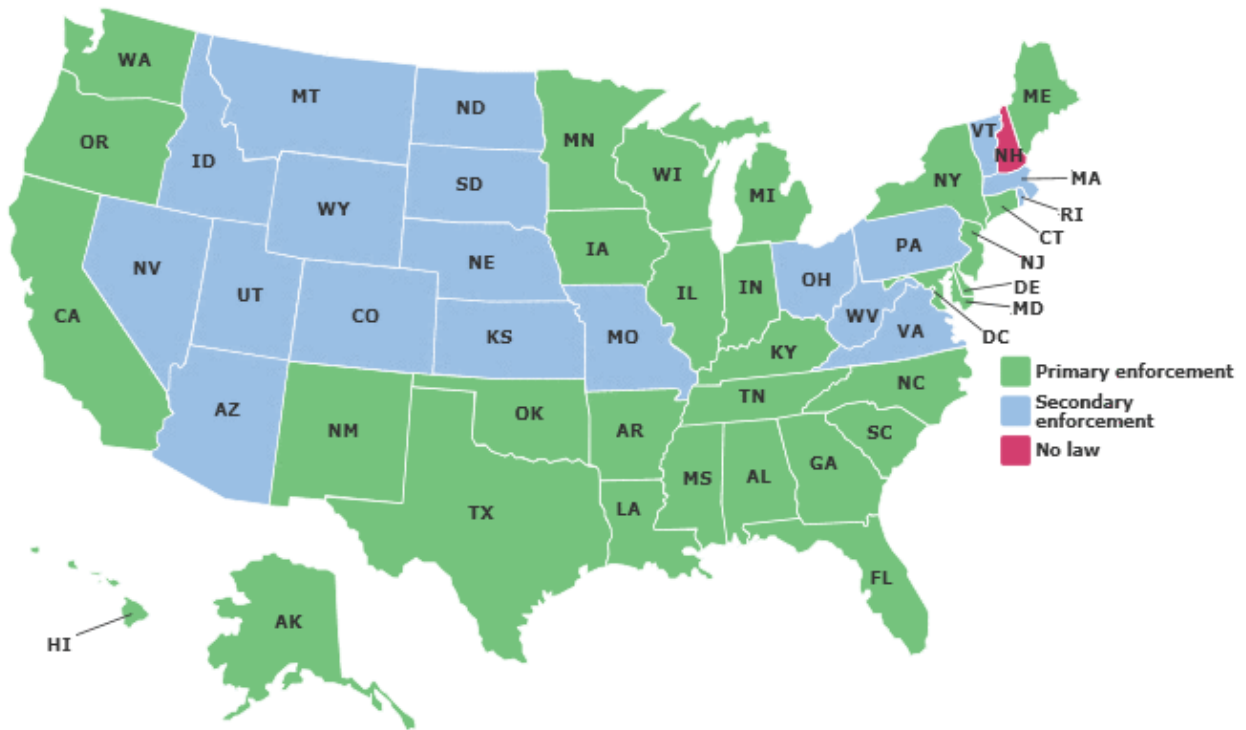 WA
MT
ND
MN
ME
OR
ID
SD
WI
MI
VT
NH
NY
MA
WY
RI
CT
NV
UT
NE
IA
PA
NJ
CO
IL
IN
OH
DE
MD
CA
KS
MO
WV
VA
DC
KY
Primary enforcement
AZ
NM
OK
AR
TN
NC
Secondary
enforcement
SC
No law
TX
LA
MS
AL
GA
FL
HI
AK